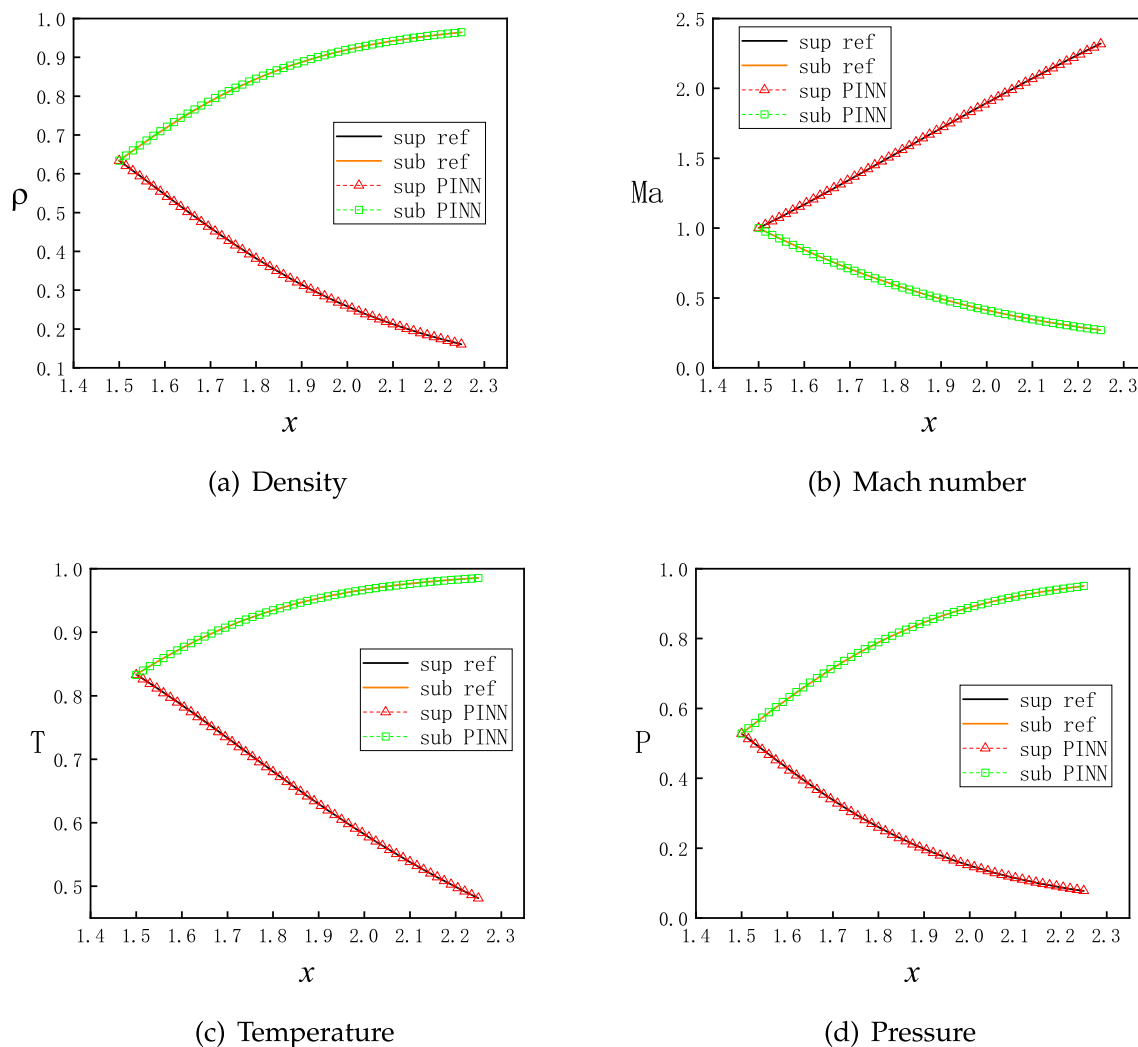 1.0
0.9
0.8
0.7
0.6
0.5
0.4
0.3
0.2
0.1
ρ
sup ref
sub ref
sup PINN
sub PINN
1.4 1.5 1.6 1.7 1.8 1.9 2.0 2.1 2.2 2.3
x
(a) Density
2.5
2.0
1.5
1.0
0.5
0.0
Ma
sup ref
sub ref
sup PINN
sub PINN
1.4 1.5 1.6 1.7 1.8 1.9 2.0 2.1 2.2 2.3
x
(b) Mach number
1.0
0.9
0.8
0.7
0.6
0.5
T
sup ref
sub ref
sup PINN
sub PINN
1.4 1.5 1.6 1.7 1.8 1.9 2.0 2.1 2.2 2.3
x
(c) Temperature
1.0
0.8
0.6
0.4
0.2
0.0
P
sup ref
sub ref
sup PINN
sub PINN
1.4 1.5 1.6 1.7 1.8 1.9 2.0 2.1 2.2 2.3
x
(d) Pressure